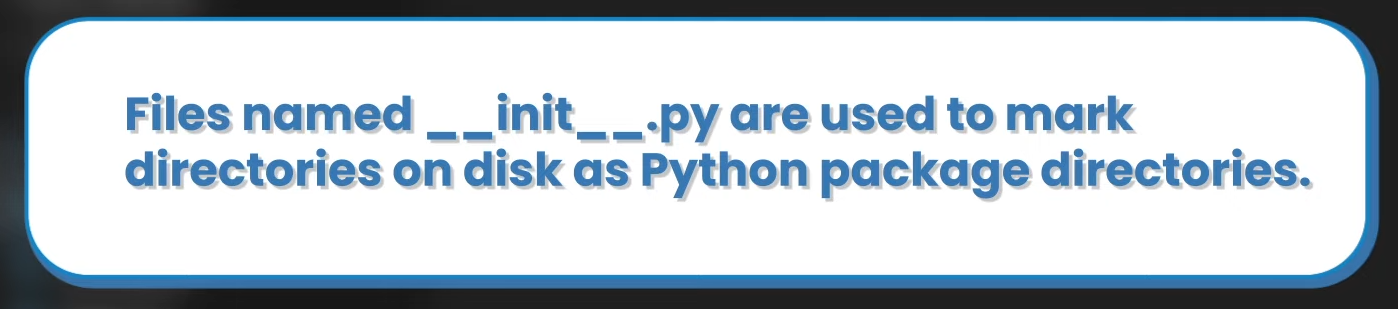 Files named __init__.py are used to mark
directories on disk as Python package directories.